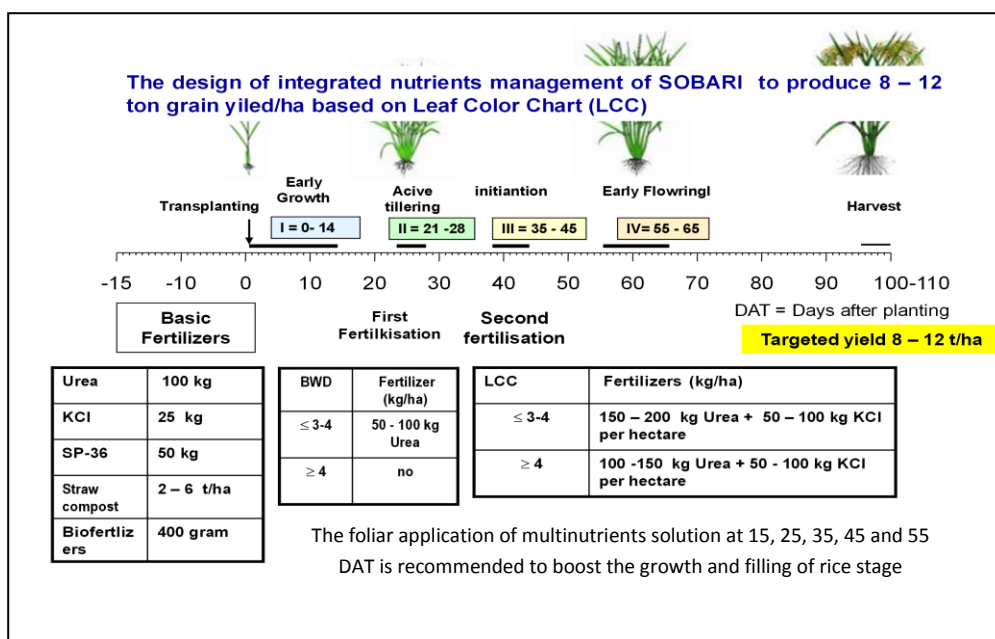 The design of integrated nutrients management of SOBARI to produce 8 – 12
ton grain yiled/ha based on Leaf Color Chart (LCC)
Transplanting
Early
Growth
Acive
tillering
initiantion
Early Flowringl
Harvest
I = 0- 14
II = 21 -28
III = 35 - 45
IV= 55 - 65
-15 -10 0 10 20 30 40 50 60 70 80 90 100-110
DAT = Days after planting
Basic
Fertilizers
First
Fertilkisation
Second
fertilisation
Targeted yield 8 – 12 t/ha
Urea 100 kg
KCl 25 kg
SP-36 50 kg
Straw
compost 2 – 6 t/ha
Biofertliz
ers 400 gram
BWD Fertilizer
(kg/ha)
≤ 3-4 50 - 100 kg
Urea
≥ 4 no
LCC Fertilizers (kg/ha)
≤ 3-4 150 – 200 kg Urea + 50 – 100 kg KCl
per hectare
≥ 4 100 -150 kg Urea + 50 - 100 kg KCl
per hectare
The foliar application of multinutrients solution at 15, 25, 35, 45 and 55
DAT is recommended to boost the growth and filling of rice stage